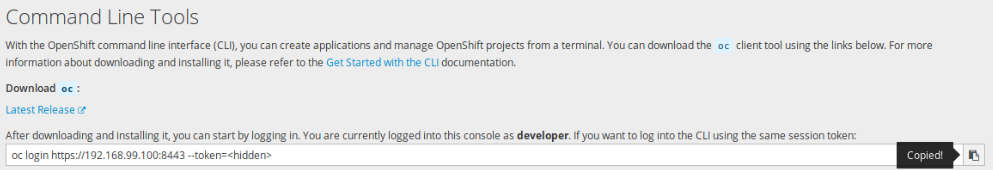 Command Line Tools
With the OpenShift command line interface (CLI), you can create applications and manage OpenShift projects from a terminal. You can download the oc client tool using the links below. For more
information about downloading and installing it, please refer to the Get Started with the CLI documentation.
Download oc :
Latest Release
After downloading and installing it, you can start by logging in. You are currently logged into this console as developer. If you want to log into the CLI using the same session token:
oc login https://192.168.99.100:8443 --token=<hidden> Copied!